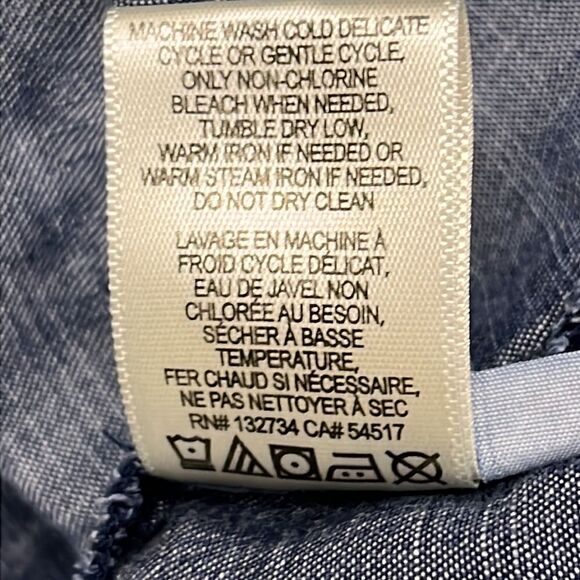 MACHINE WASH COLD DELICATE
CYCLE OR GENTLE CYCLE,
ONLY NON-CHLORINE
BLEACH WHEN NEEDED,
TUMBLE DRY LOW,
WARM IRON IF NEEDED OR
WARM STEAM IRON IF NEEDED,
DO NOT DRY CLEAN
LAVAGE EN MACHINE À
FROID CYCLE DÉLICAT,
EAU DE JAVEL NON
CHLORÉE AU BESOIN,
SÉCHER À BASSE
TEMPERATURE,
FER CHAUD SI NÉCESSAIRE,
NE PAS NETTOYER À SEC
RN# 132734 CA# 54517